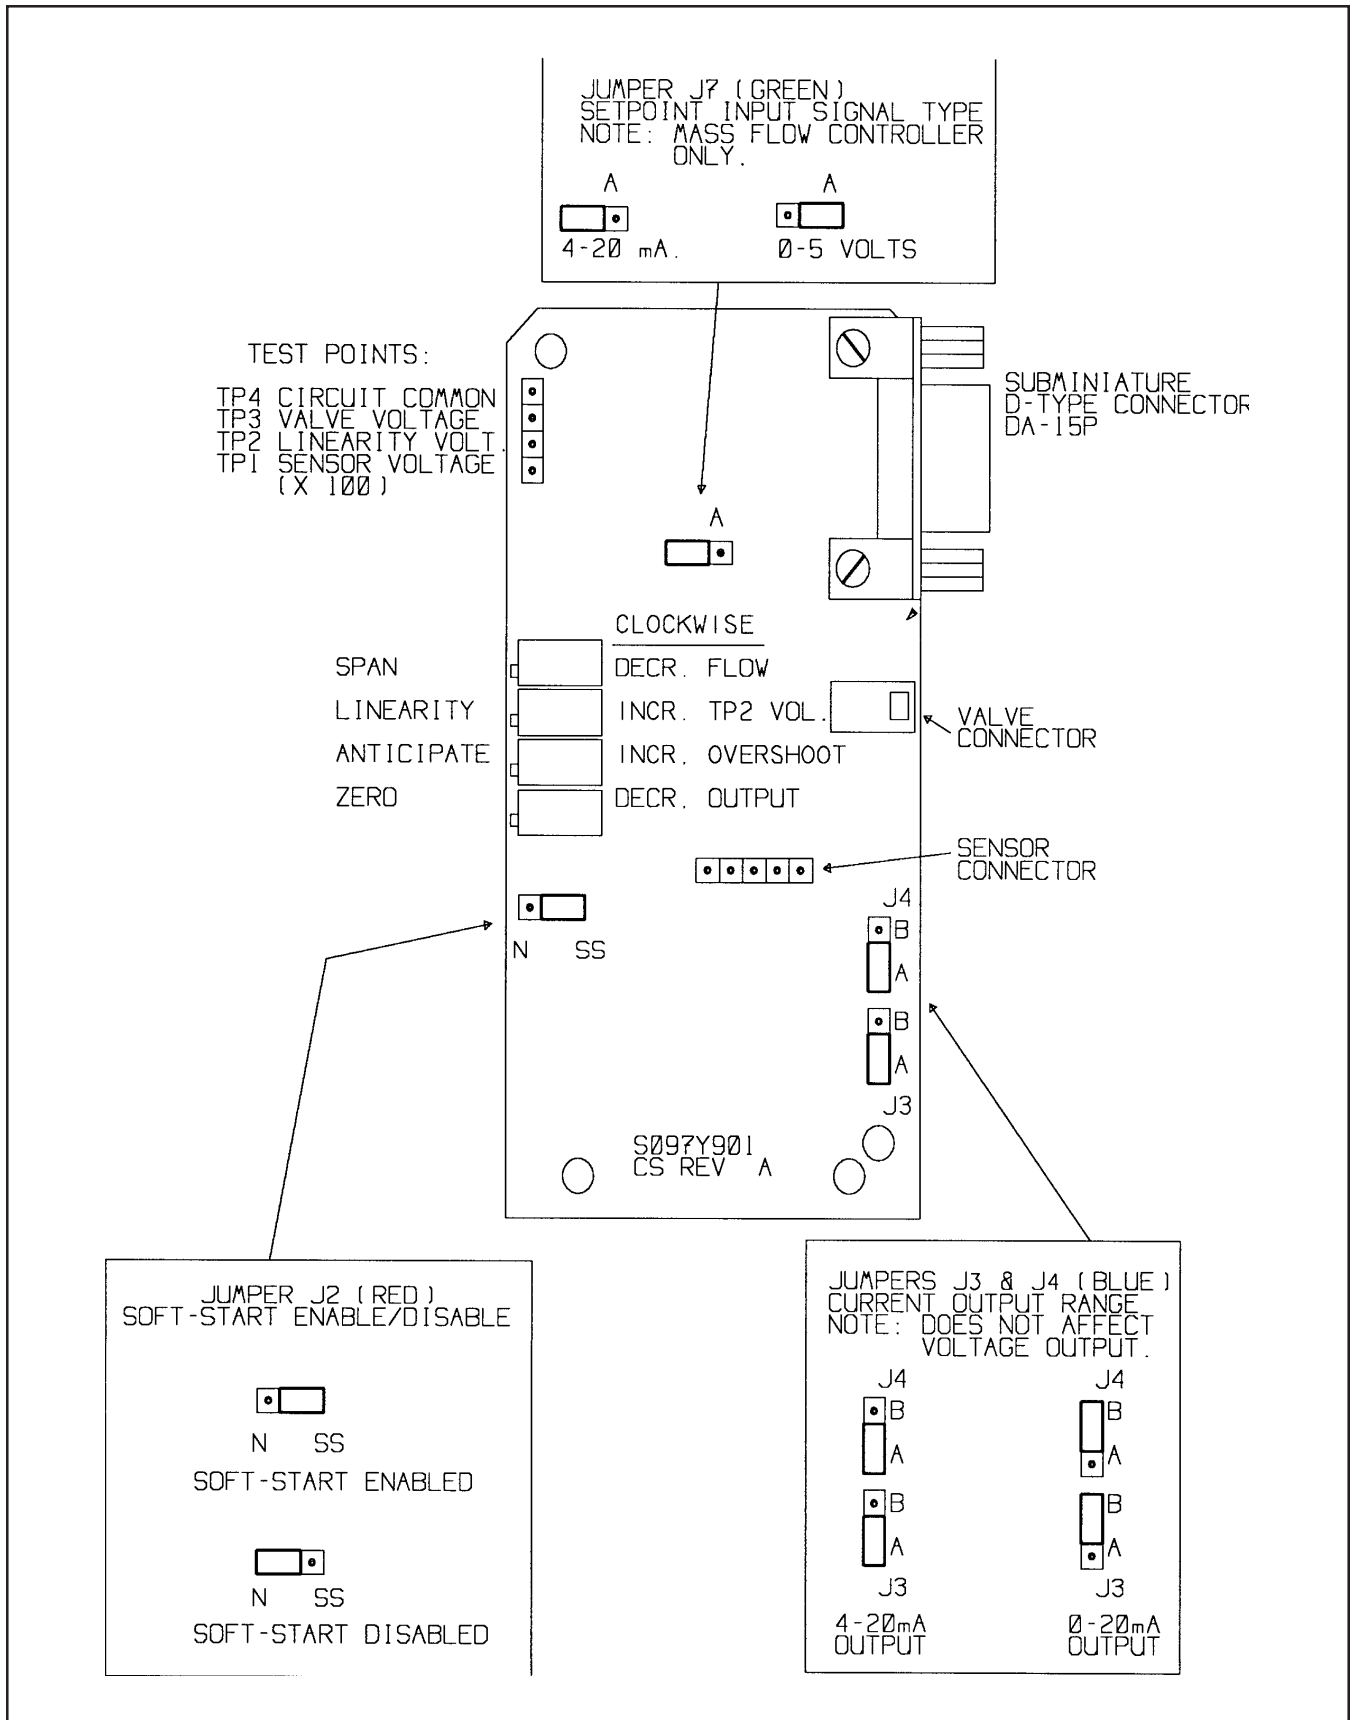 JUMPER J7 (GREEN)
SETPOINT INPUT SIGNAL TYPE
NOTE: MASS FLOW CONTROLLER
ONLY.
A A
4-20 mA. 0-5 VOLTS
TEST POINTS:
TP4 CIRCUIT COMMON
TP3 VALVE VOLTAGE
TP2 LINEARITY VOLT.
TP1 SENSOR VOLTAGE
(X 100)
SUBMINIATURE
D-TYPE CONNECTOR
DA-15P
A
CLOCKWISE
SPAN DECR. FLOW
LINEARITY INCR. TP2 VOL.
ANTICIPATE INCR. OVERSHOOT
ZERO DECR. OUTPUT
VALVE
CONNECTOR
SENSOR
CONNECTOR
N SS
J4
B
A
B
A
J3
S097Y901
CS REV A
JUMPER J2 (RED)
SOFT-START ENABLE/DISABLE
N SS
SOFT-START ENABLED
N SS
SOFT-START DISABLED
JUMPERS J3 & J4 (BLUE)
CURRENT OUTPUT RANGE
NOTE: DOES NOT AFFECT
VOLTAGE OUTPUT.
J4 J4
B B
A A
B B
A A
J3 J3
4-20mA 0-20mA
OUTPUT OUTPUT